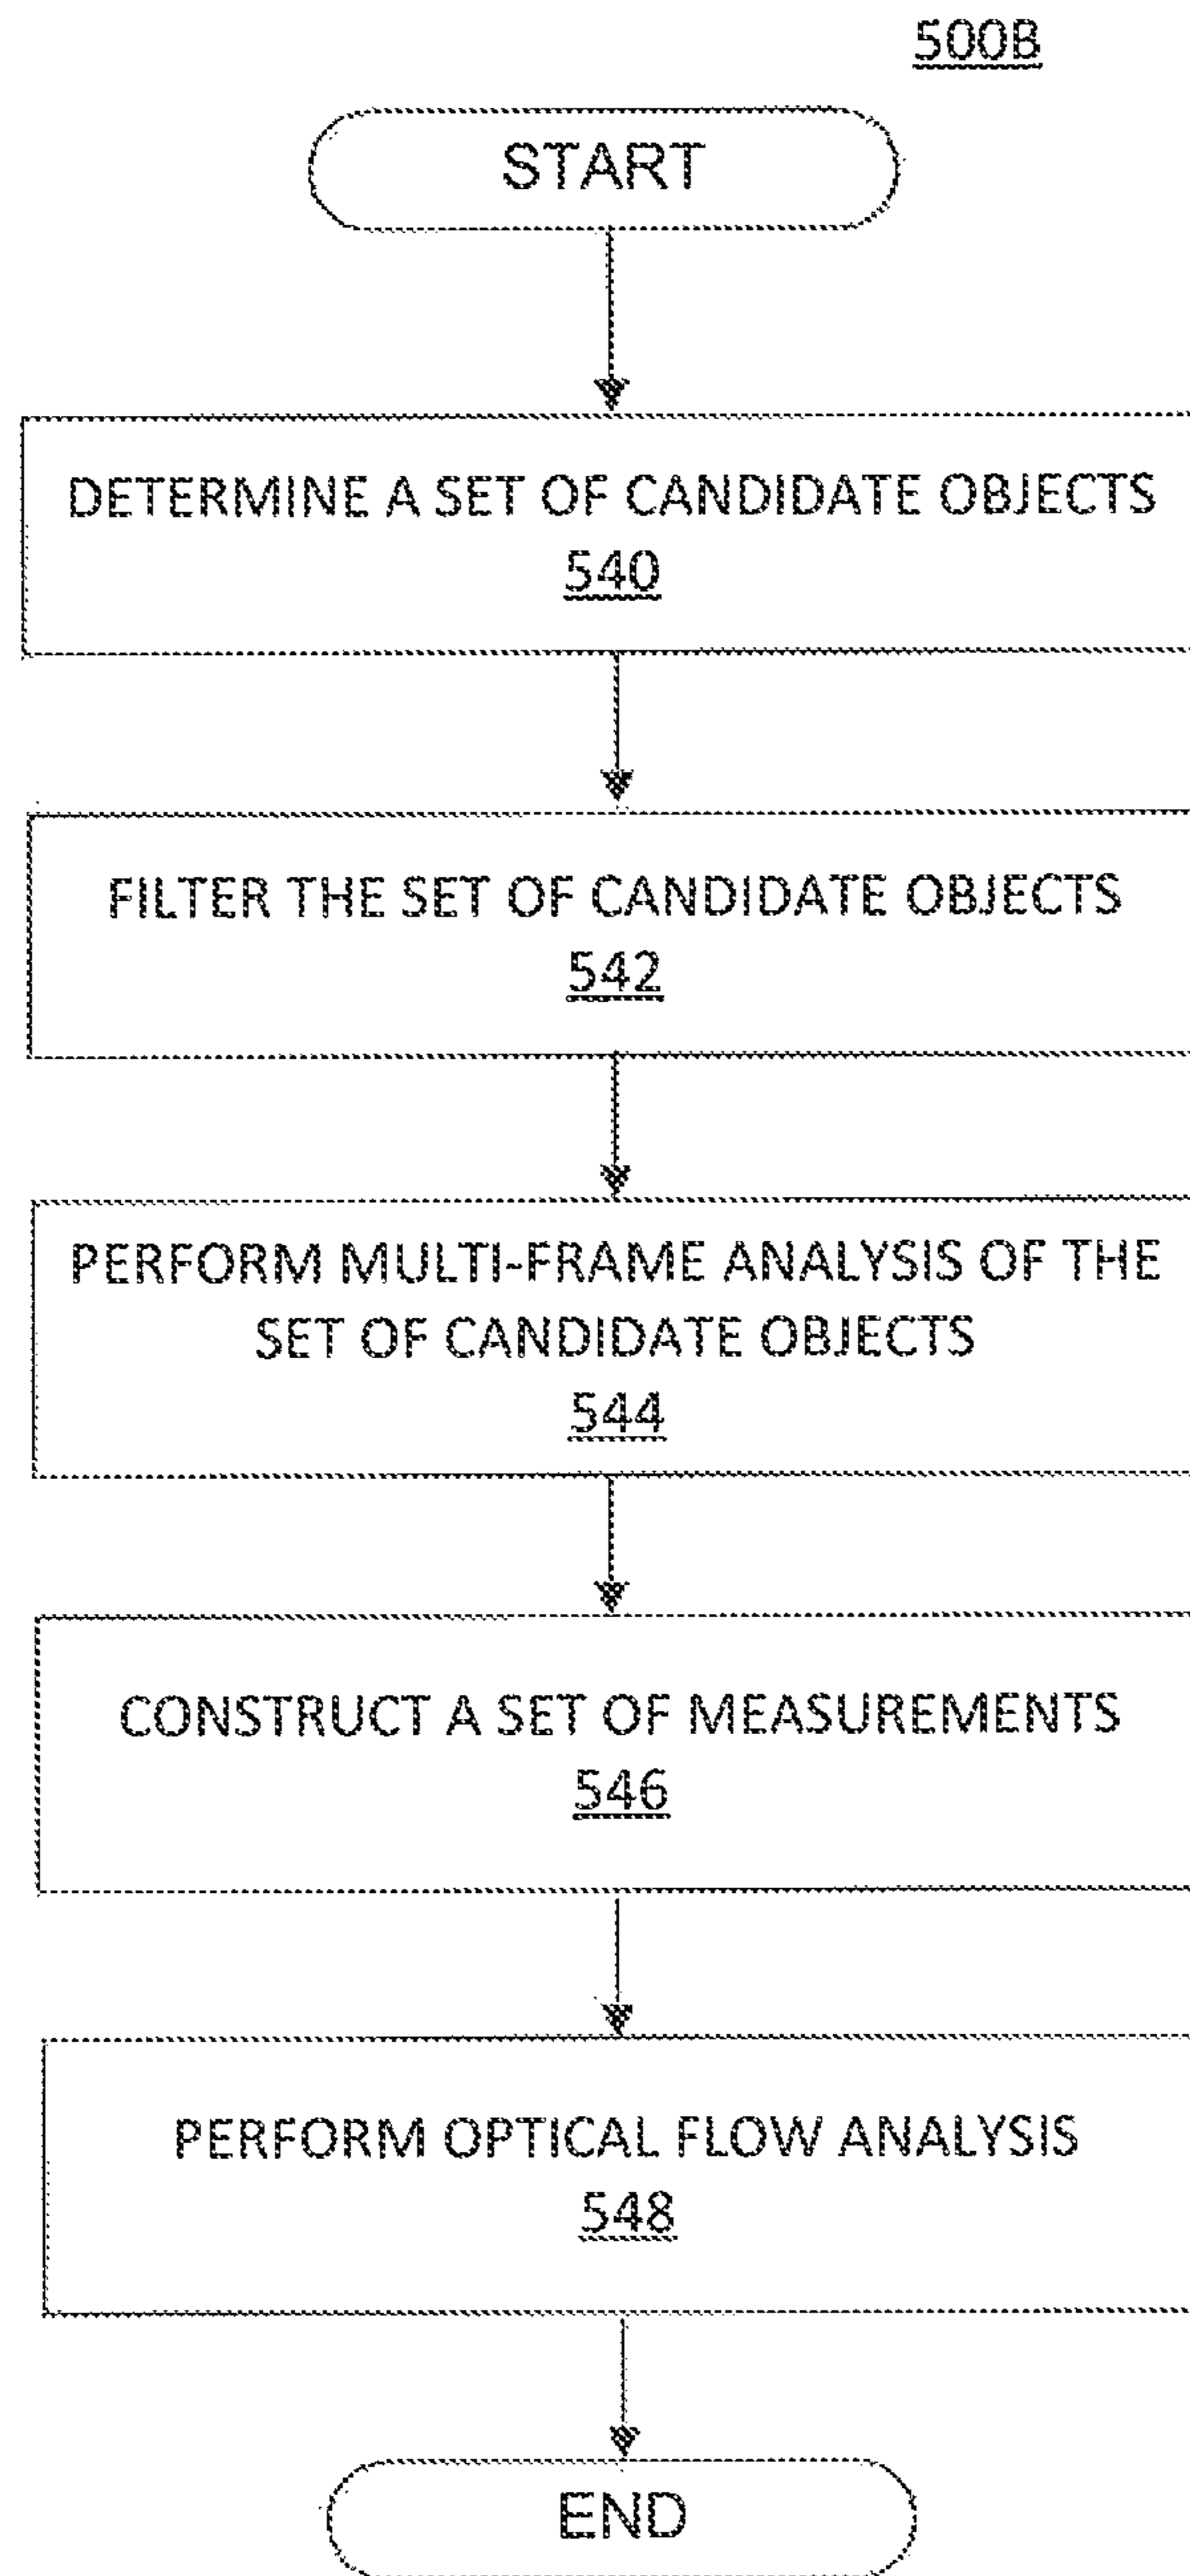 500B
START
DETERMINE A SET OF CANDIDATE OBJECTS
540
FILTER THE SET OF CANDIDATE OBJECTS
542
PERFORM MULTI-FRAME ANALYSIS OF THE
SET OF CANDIDATE OBJECTS
544
CONSTRUCT A SET OF MEASUREMENTS
546
PERFORM OPTICAL FLOW ANALYSIS
548
END